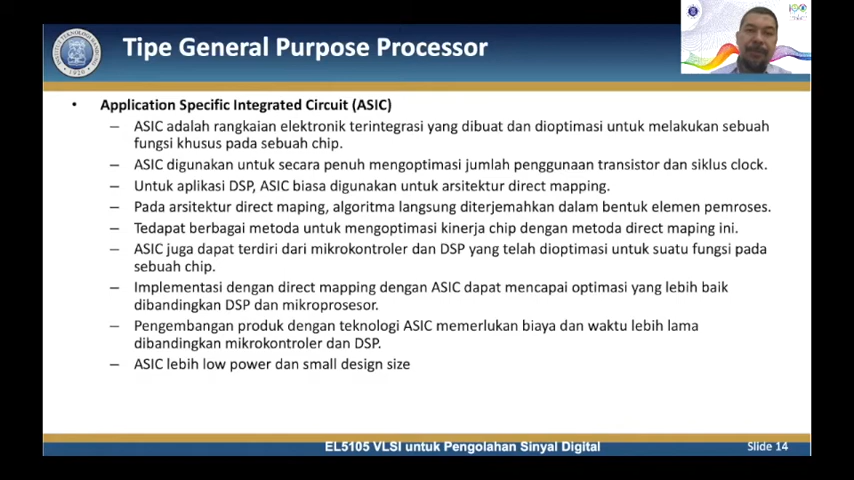 Tipe General Purpose Processor
• Application Specific Integrated Circuit (ASIC)
– ASIC adalah rangkaian elektronik terintegrasi yang dibuat dan dioptimasi untuk melakukan sebuah
fungsi khusus pada sebuah chip.
– ASIC digunakan untuk secara penuh mengoptimasi jumlah penggunaan transistor dan siklus clock.
– Untuk aplikasi DSP, ASIC biasa digunakan untuk arsitektur direct mapping.
– Pada arsitektur direct maping, algoritma langsung diterjemahkan dalam bentuk elemen pemroses.
– Tedapat berbagai metoda untuk mengoptimasi kinerja chip dengan metoda direct maping ini.
– ASIC juga dapat terdiri dari mikrokontroler dan DSP yang telah dioptimasi untuk suatu fungsi pada
sebuah chip.
– Implementasi dengan direct mapping dengan ASIC dapat mencapai optimasi yang lebih baik
dibandingkan DSP dan mikroprosesor.
– Pengembangan produk dengan teknologi ASIC memerlukan biaya dan waktu lebih lama
dibandingkan mikrokontroler dan DSP.
– ASIC lebih low power dan small design size
EL5105 VLSI untuk Pengolahan Sinyal Digital
Slide 14